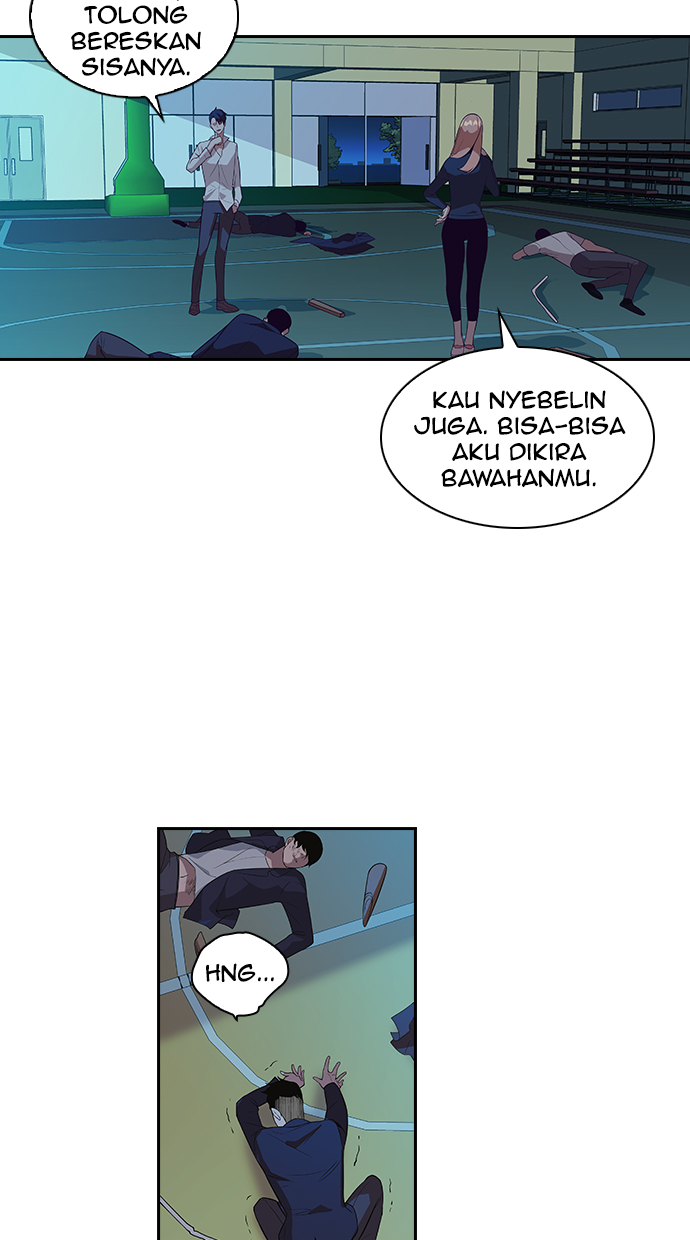 TOLONG
BERESKAN
SISANYA.
KAU NYEBELIN
JUGA. BISA-BISA
AKU DIKIRA
BAWAHANMU.
HNG...